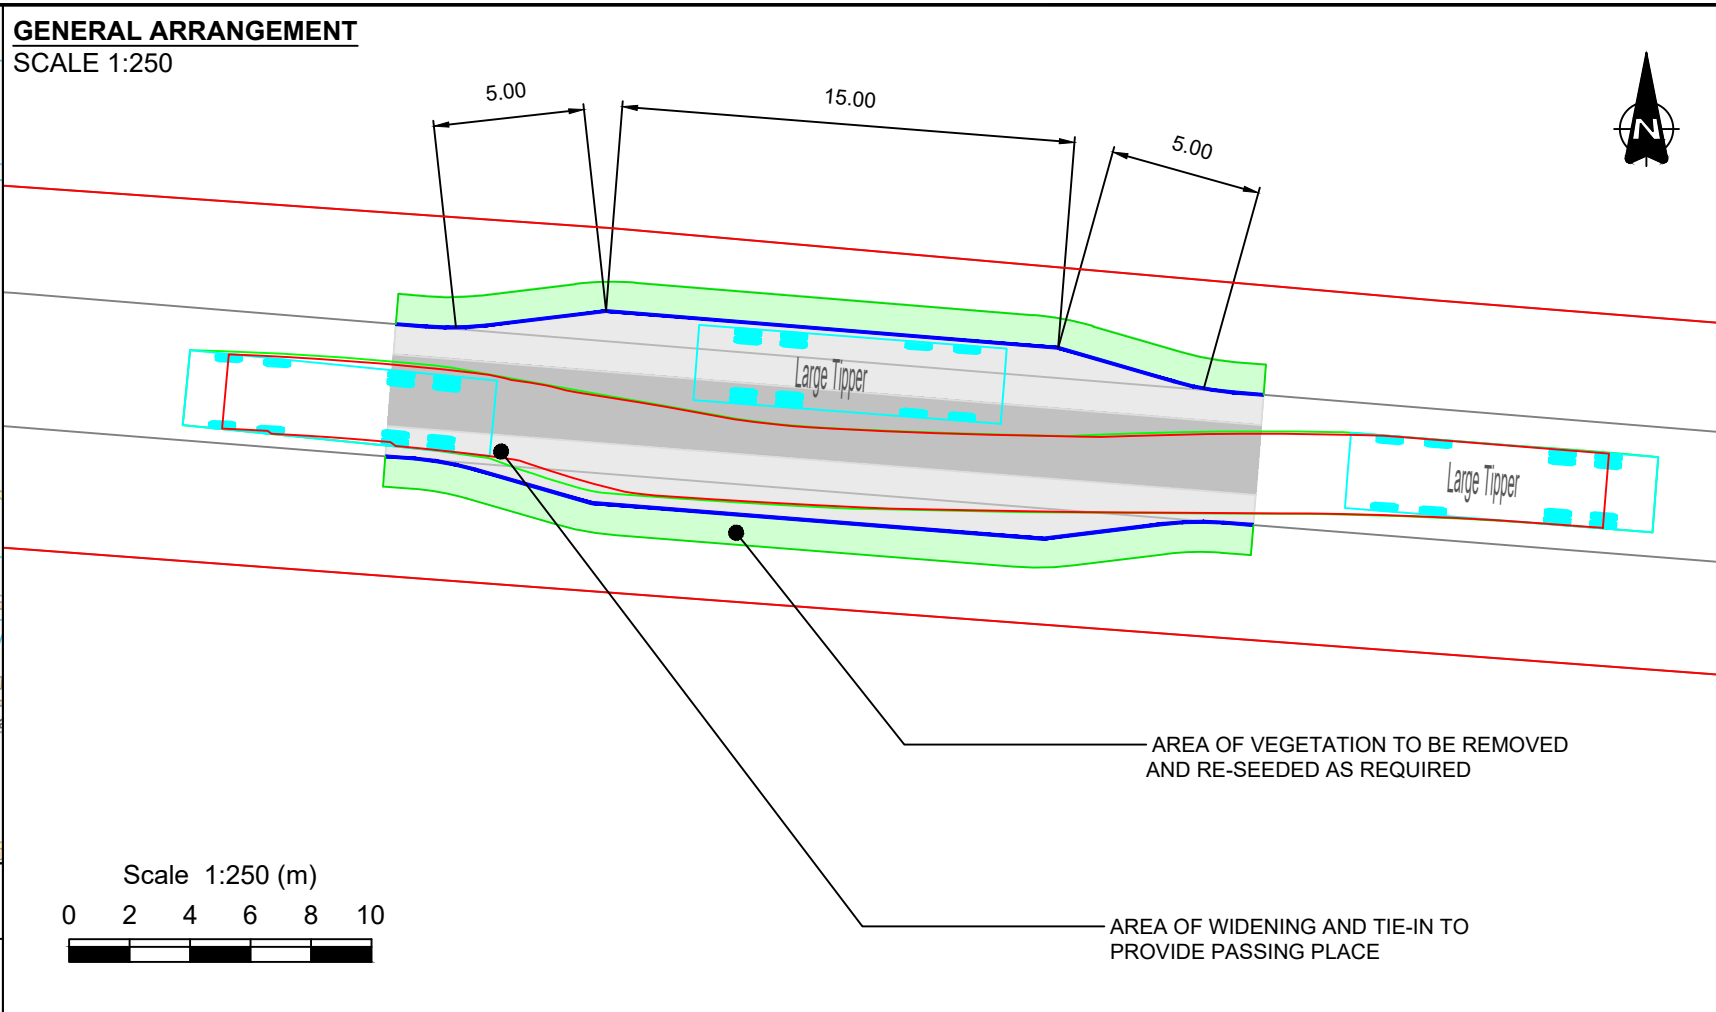 GENERAL ARRANGEMENT
SCALE 1:250
5.00
15.00
5.00
N
Large Tipper
Large Tipper
AREA OF VEGETATION TO BE REMOVED
AND RE-SEEDED AS REQUIRED
Scale 1:250 (m)
0 2 4 6 8 10
AREA OF WIDENING AND TIE-IN TO
PROVIDE PASSING PLACE